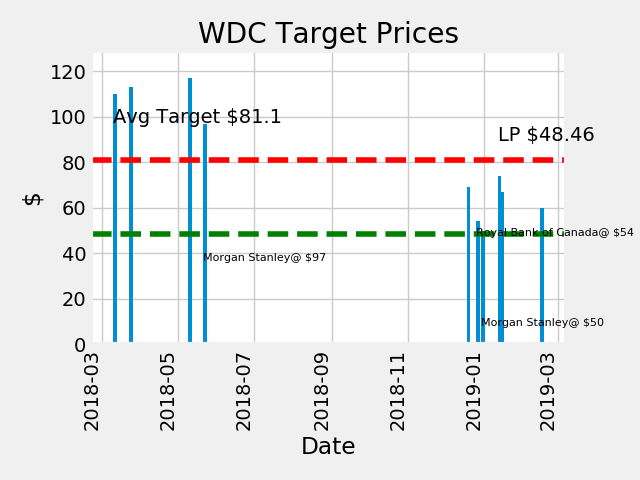 WDC Target Prices
120
100
80
60
40
20
0
$
Avg Target $81.1
LP $48.46
Royal Bank of Canada@ $54
Morgan Stanley@ $97
Morgan Stanley@ $50
2018-03
2018-05
2018-07
2018-09
2018-11
2019-01
2019-03
Date